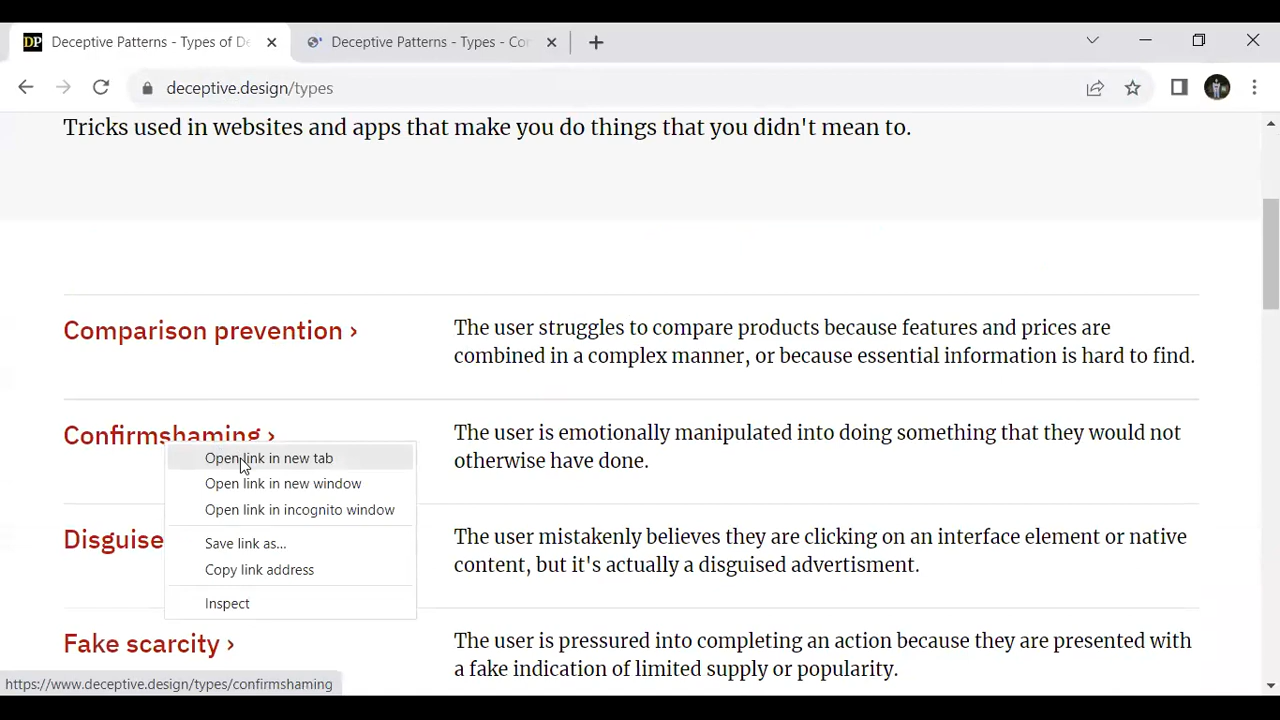 DP Deceptive Patterns - Types of De
Deceptive Patterns - Types - Con
deceptive.design/types
Tricks used in websites and apps that make you do things that you didn't mean to.
Comparison prevention ›
The user struggles to compare products because features and prices are
combined in a complex manner, or because essential information is hard to find.
Confirmshaming ›
The user is emotionally manipulated into doing something that they would not
otherwise have done.
Open link in new tab
Open link in new window
Open link in incognito window
Save link as...
Copy link address
Inspect
Disguise
The user mistakenly believes they are clicking on an interface element or native
content, but it's actually a disguised advertisment.
Fake scarcity ›
The user is pressured into completing an action because they are presented with
a fake indication of limited supply or popularity.
https://www.deceptive.design/types/confirmshaming